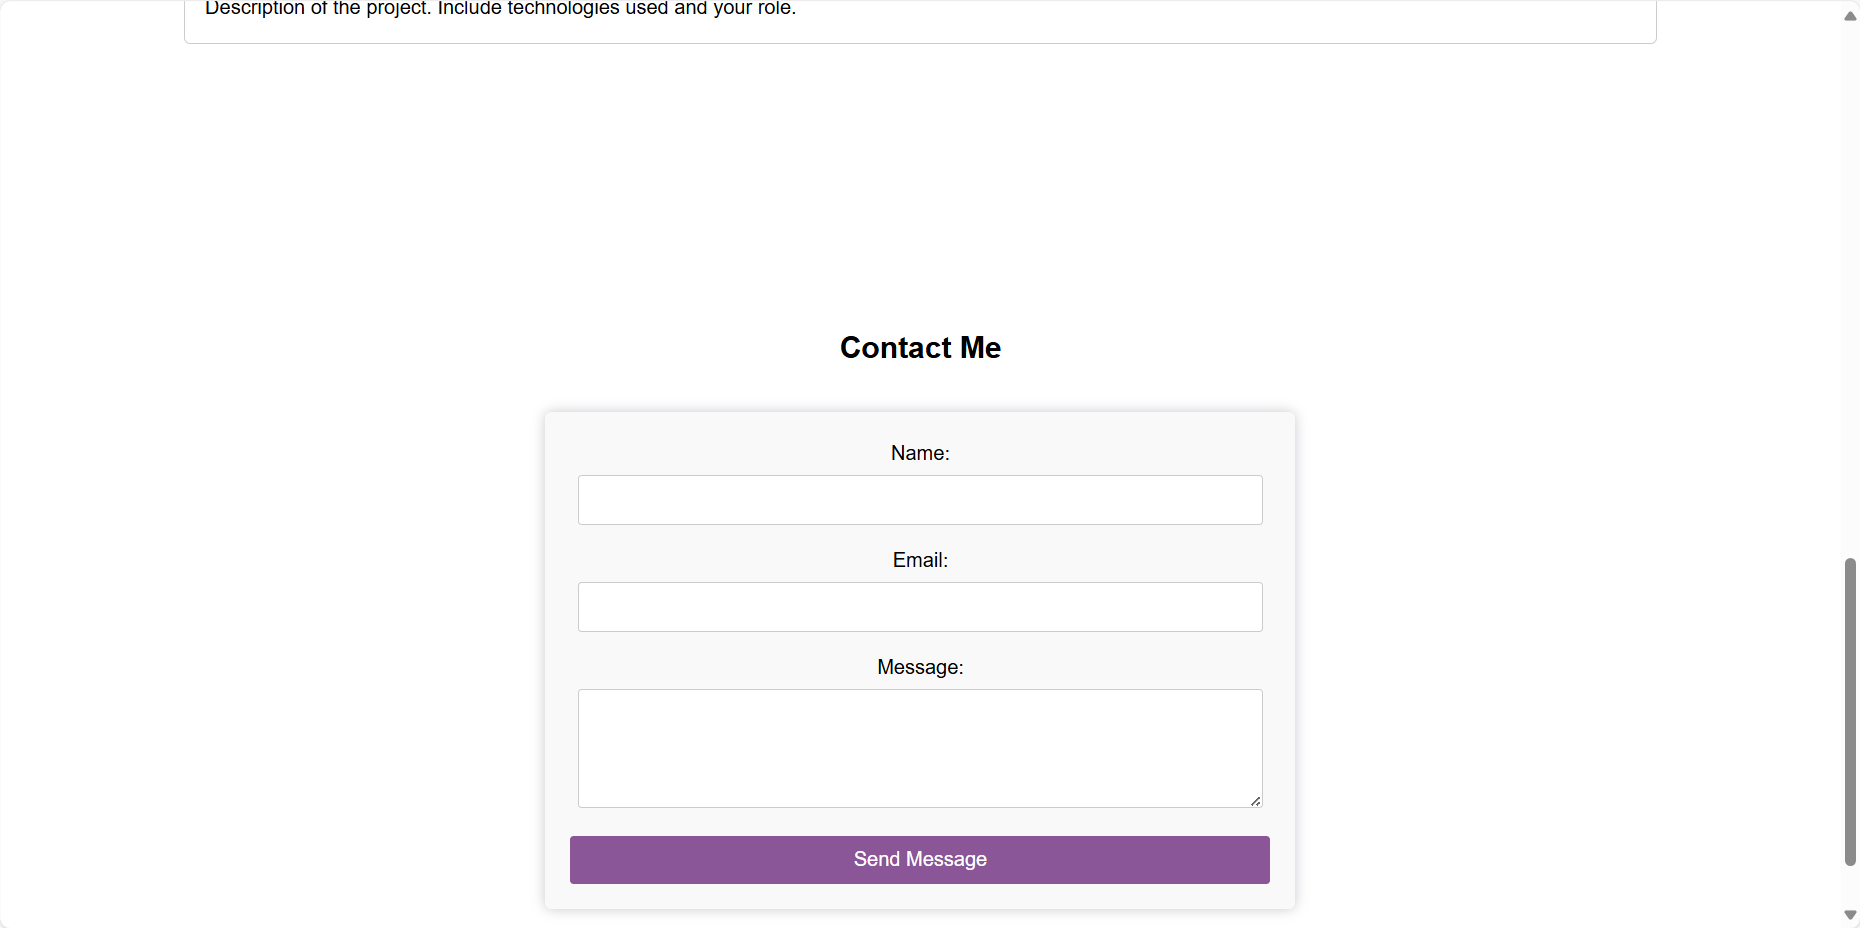 Description of the project. Include technologies used and your role.
Contact Me
Name:
Email:
Message:
Send Message